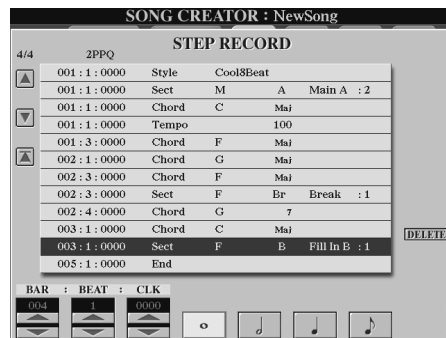 SONG CREATOR : NewSong
STEP RECORD
4/4 2PPQ
001 : 1 : 0000 Style Cool8Beat
001 : 1 : 0000 Sect M A Main A : 2
001 : 1 : 0000 Chord C Maj
001 : 1 : 0000 Tempo 100
001 : 3 : 0000 Chord F Maj
002 : 1 : 0000 Chord G Maj
002 : 3 : 0000 Chord F Maj
002 : 3 : 0000 Sect F Br Break : 1
002 : 4 : 0000 Chord G 7
003 : 1 : 0000 Chord C Maj
003 : 1 : 0000 Sect F B Fill In B : 1
005 : 1 : 0000 End
DELETE
BAR : BEAT : CLK
004 1 0000